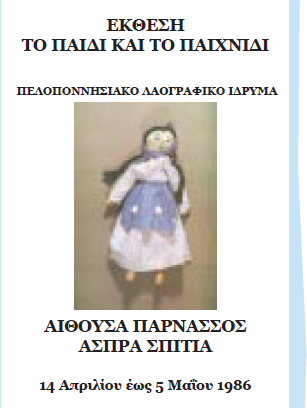 ΕΚΘΕΣΗ
ΤΟ ΠΑΙΔΙ ΚΑΙ ΤΟ ΠΑΙΧΝΙΔΙ
ΠΕΛΟΠΟΝΝΗΣΙΑΚΟ ΛΑΟΓΡΑΦΙΚΟ ΙΔΡΥΜΑ
ΑΙΘΟΥΣΑ ΠΑΡΝΑΣΣΟΣ
ΑΣΠΡΑ ΣΠΙΤΙΑ
14 Απριλίου έως 5 Μαΐου 1986